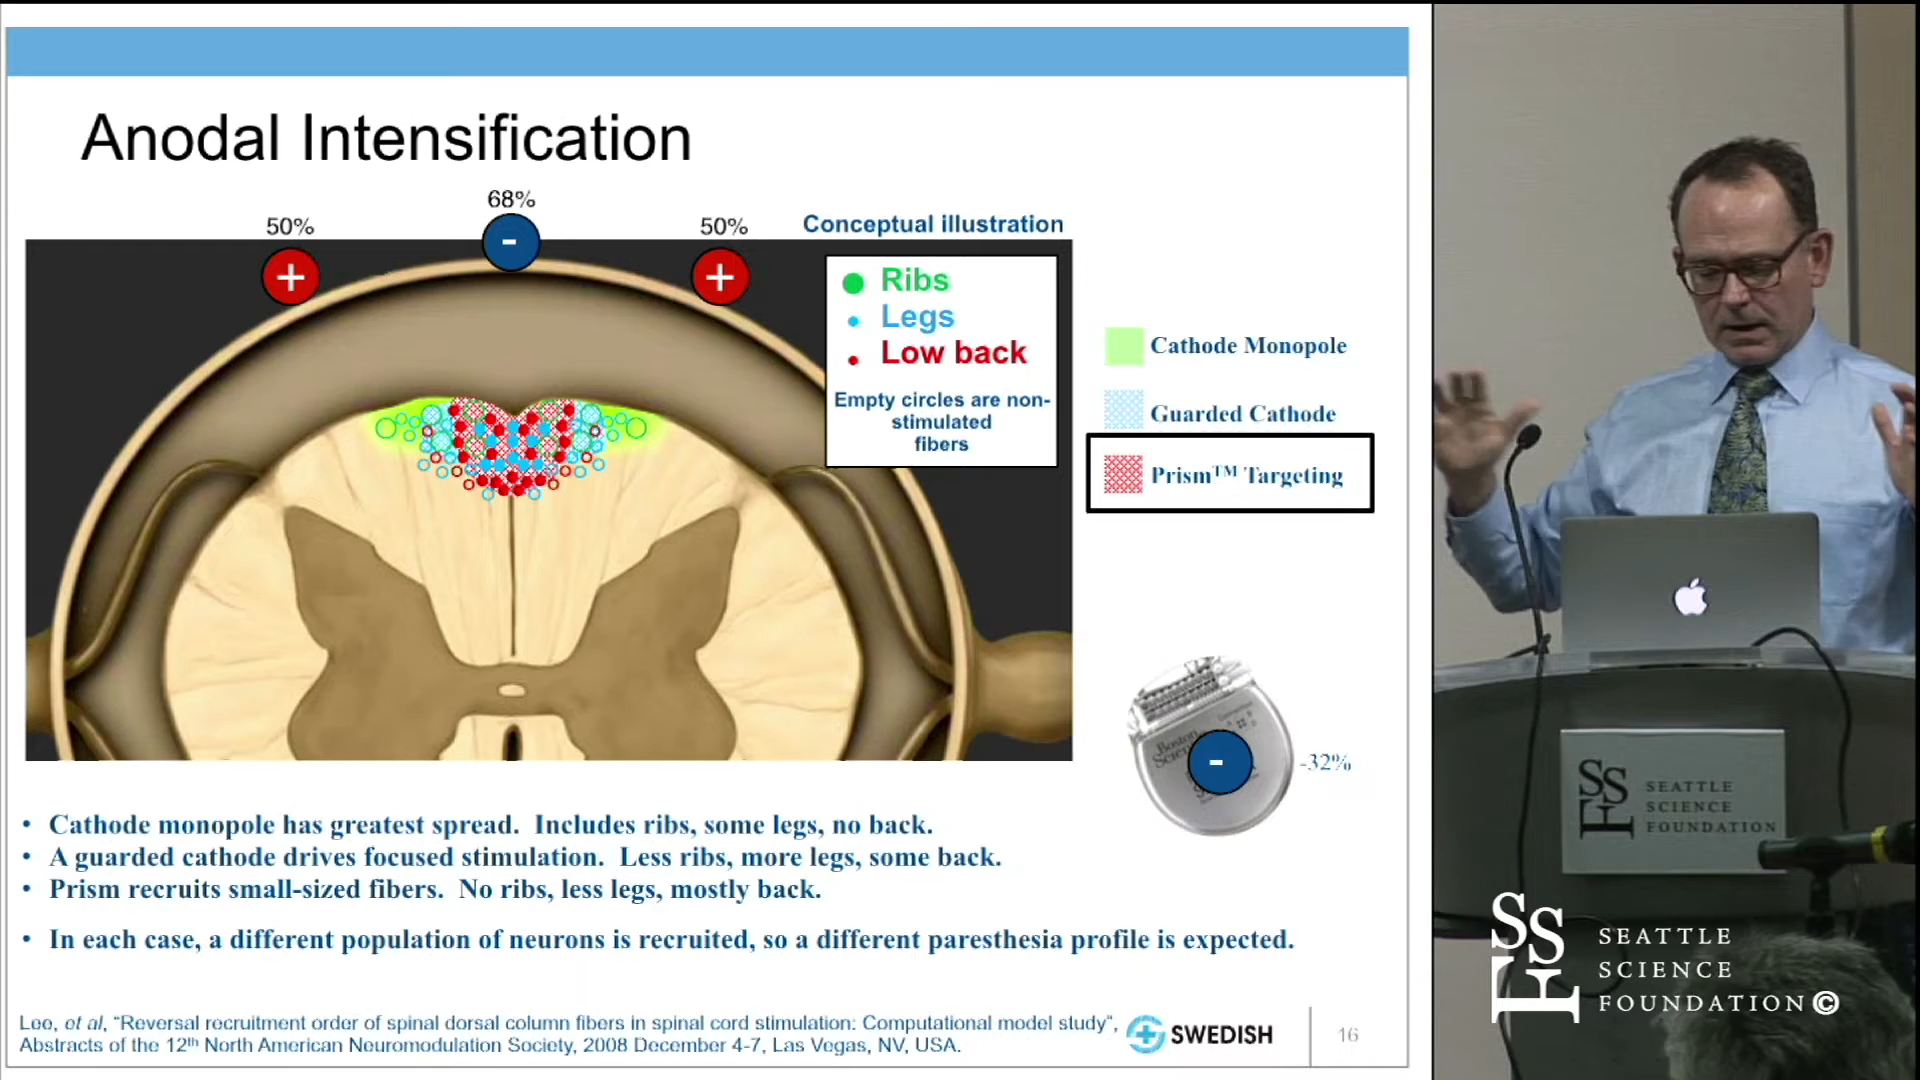 Anodal Intensification
68%
50%
50%
-
+
+
Conceptual illustration
Ribs
Legs
Low back
Empty circles are non-
stimulated
fibers
Cathode Monopole
Guarded Cathode
Prism™ Targeting
Boston
-
-32%
• Cathode monopole has greatest spread. Includes ribs, some legs, no back.
• A guarded cathode drives focused stimulation. Less ribs, more legs, some back.
• Prism recruits small-sized fibers. No ribs, less legs, mostly back.
• In each case, a different population of neurons is recruited, so a different paresthesia profile is expected.
Lee, et al, “Reversal recruitment order of spinal dorsal column fibers in spinal cord stimulation: Computational model study“,
Abstracts of the 12th North American Neuromodulation Society, 2008 December 4-7, Las Vegas, NV, USA.
SWEDISH
16
SSF
SEATTLE
SCIENCE
FOUNDATION
SSF
SEATTLE
SCIENCE
FOUNDATION©